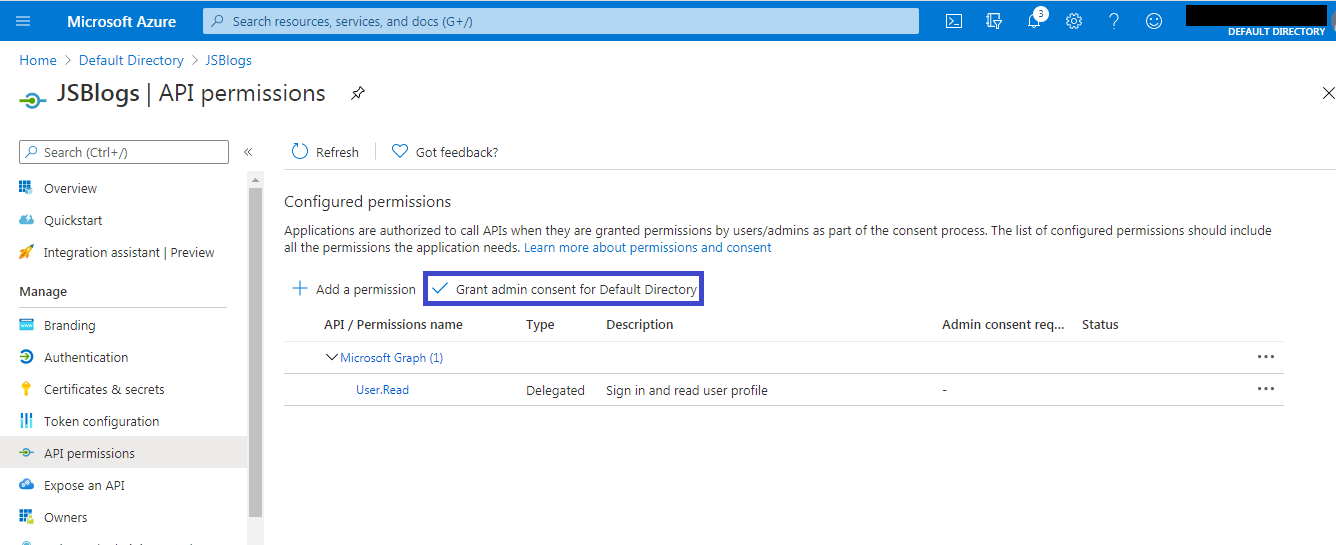 Microsoft Azure
Search resources, services, and docs (G+/)
3
DEFAULT DIRECTORY
Home > Default Directory > JSBlogs
JSBlogs | API permissions
Search (Ctrl+/)
«
Overview
Quickstart
Integration assistant | Preview
Manage
Branding
Authentication
Certificates & secrets
Token configuration
API permissions
Expose an API
Owners
Refresh
Got feedback?
Configured permissions
Applications are authorized to call APIs when they are granted permissions by users/admins as part of the consent process. The list of configured permissions should include
all the permissions the application needs. Learn more about permissions and consent
Add a permission
Grant admin consent for Default Directory
API / Permissions name Type Description Admin consent req... Status
Microsoft Graph (1)
User.Read Delegated Sign in and read user profile -